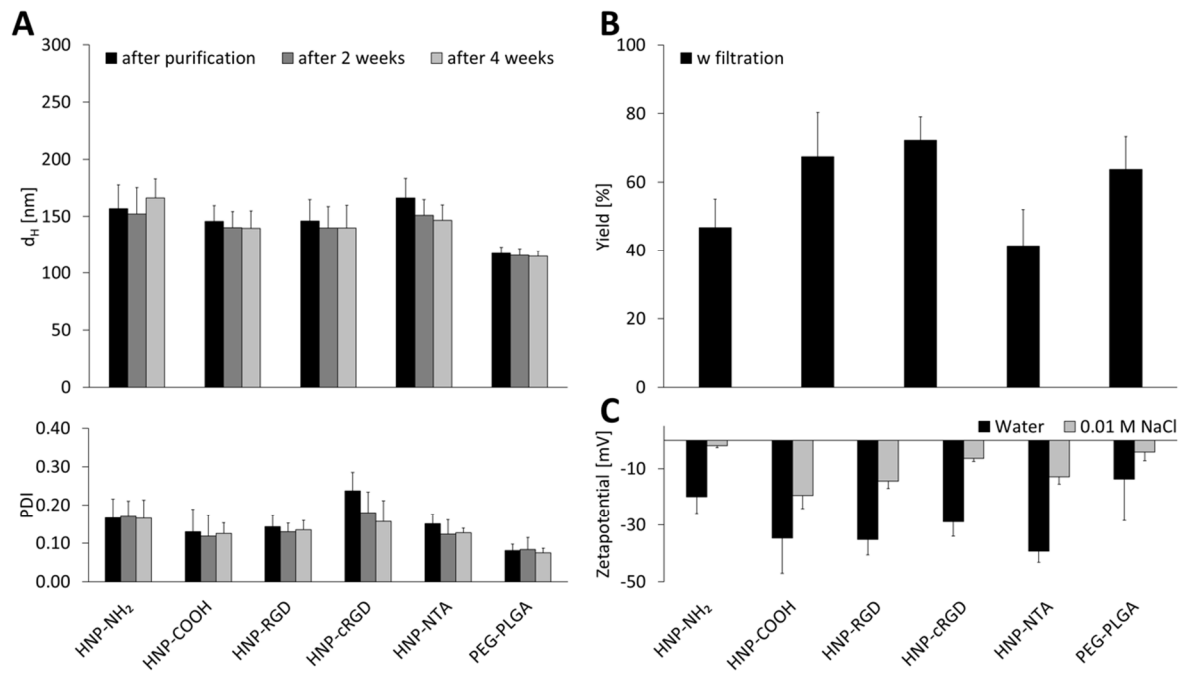 A
300
250
200
150
100
50
0
dH [nm]
after purification after 2 weeks after 4 weeks
0.40
0.30
0.20
0.10
0.00
PDI
HNP-NH₂ HNP-COOH HNP-RGD HNP-cRGD HNP-NTA PEG-PLGA
B
100
80
60
40
20
0
Yield [%]
w filtration
C
Water 0.01 M NaCl
-10
-30
-50
Zetapotential [mV]
HNP-NH₂ HNP-COOH HNP-RGD HNP-cRGD HNP-NTA PEG-PLGA